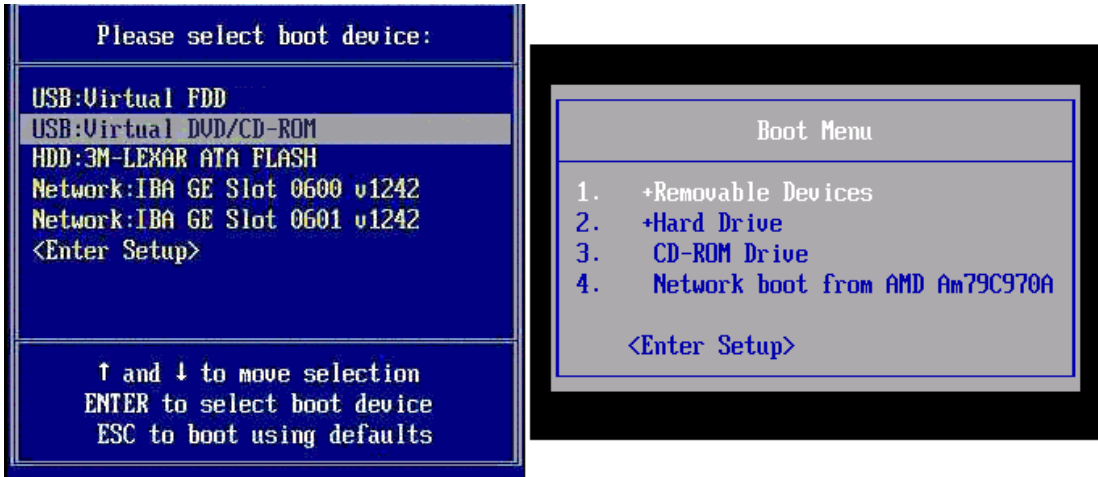 Please select boot device:
USB:Virtual FDD
USB:Virtual DVD/CD-ROM
HDD:3M-LEXAR ATA FLASH
Network:IBA GE Slot 0600 v1242
Network:IBA GE Slot 0601 v1242
<Enter Setup>
↑ and ↓ to move selection
ENTER to select boot device
ESC to boot using defaults
Boot Menu
1. +Removable Devices
2. +Hard Drive
3. CD-ROM Drive
4. Network boot from AMD Am79C970A
<Enter Setup>